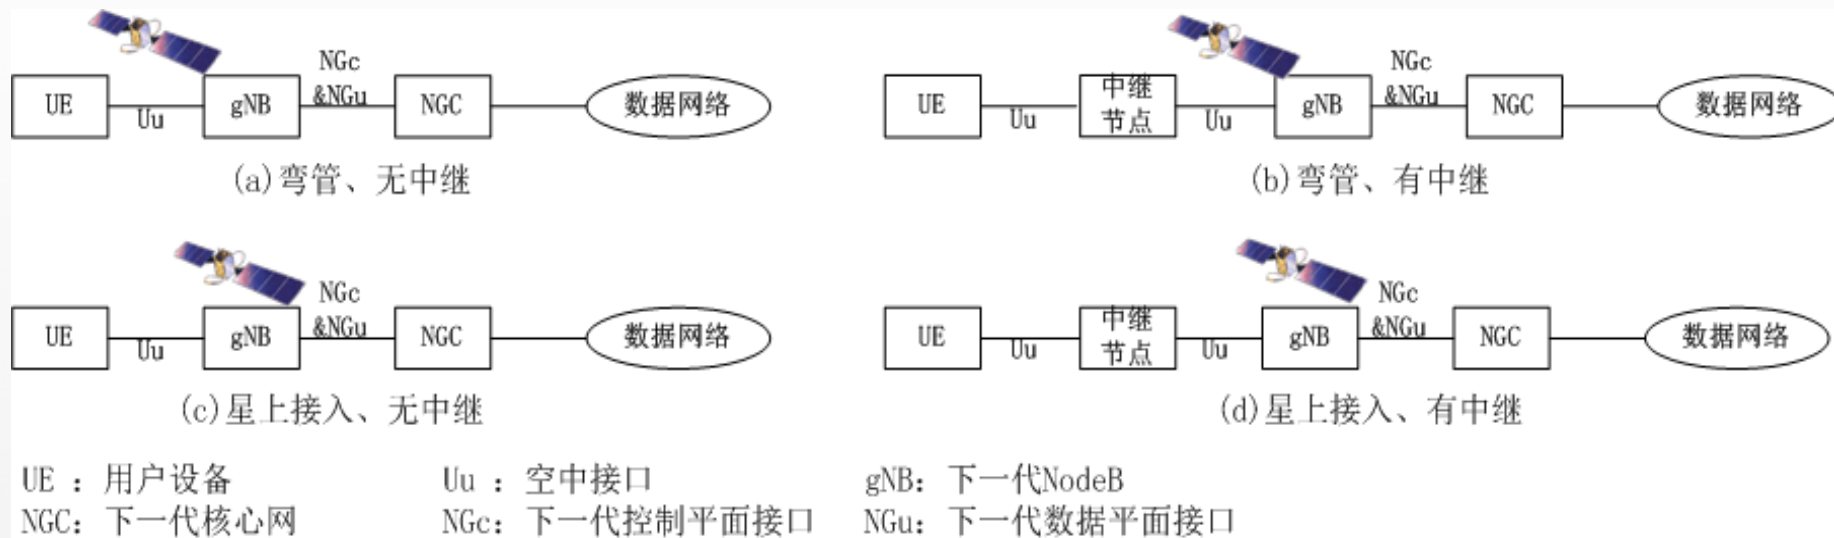 NGc
&NGu
UE
Uu
gNB
NGC
数据网络
(a)弯管、无中继
NGc
&NGu
UE
Uu
中继
节点
Uu
gNB
NGC
数据网络
(b)弯管、有中继
NGc
&NGu
UE
Uu
gNB
NGC
数据网络
(c)星上接入、无中继
NGc
&NGu
UE
Uu
中继
节点
Uu
gNB
NGC
数据网络
(d)星上接入、有中继
UE : 用户设备 Uu : 空中接口 gNB: 下一代NodeB
NGC: 下一代核心网 NGc: 下一代控制平面接口 NGu: 下一代数据平面接口